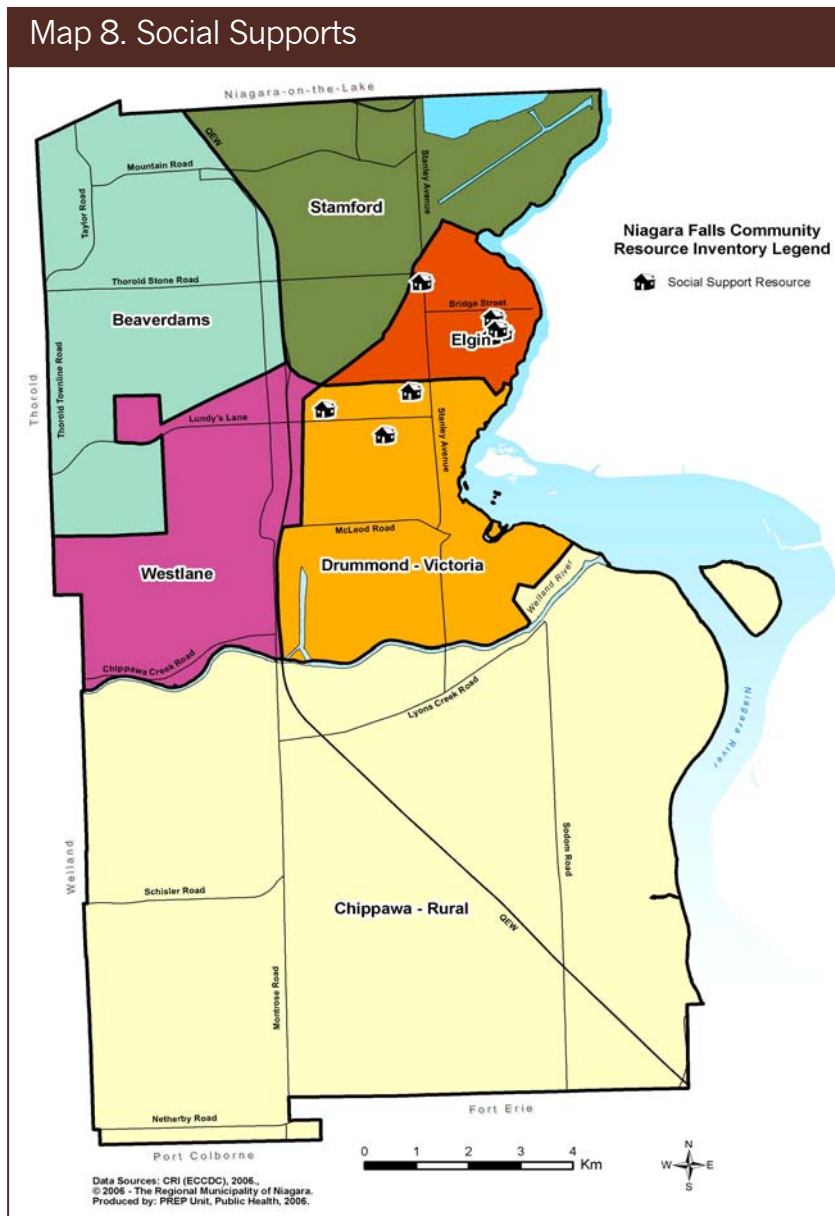 Map 8. Social Supports
Niagara-on-the-Lake
QEW
Mountain Road
Taylor Road
Stanley Avenue
Stamford
Niagara Falls Community
Resource Inventory Legend
Social Support Resource
Thorold Stone Road
Bridge Street
Beaverdams
Elgin
Thorold
Thorold Townline Road
Lundy's Lane
Stanley Avenue
McLeod Road
Westlane
Drummond - Victoria
Welland River
Chippawa Creek Road
Lyons Creek Road
Niagara River
Welland
Sodom Road
Schisler Road
Chippawa - Rural
QEW
Montrose Road
Netherby Road
Fort Erie
Port Colborne
0 1 2 3 4
Km
N
W E
S
Data Sources: CRI (ECCDC), 2006.,
© 2006 - The Regional Municipality of Niagara.
Produced by: PREP Unit, Public Health, 2006.